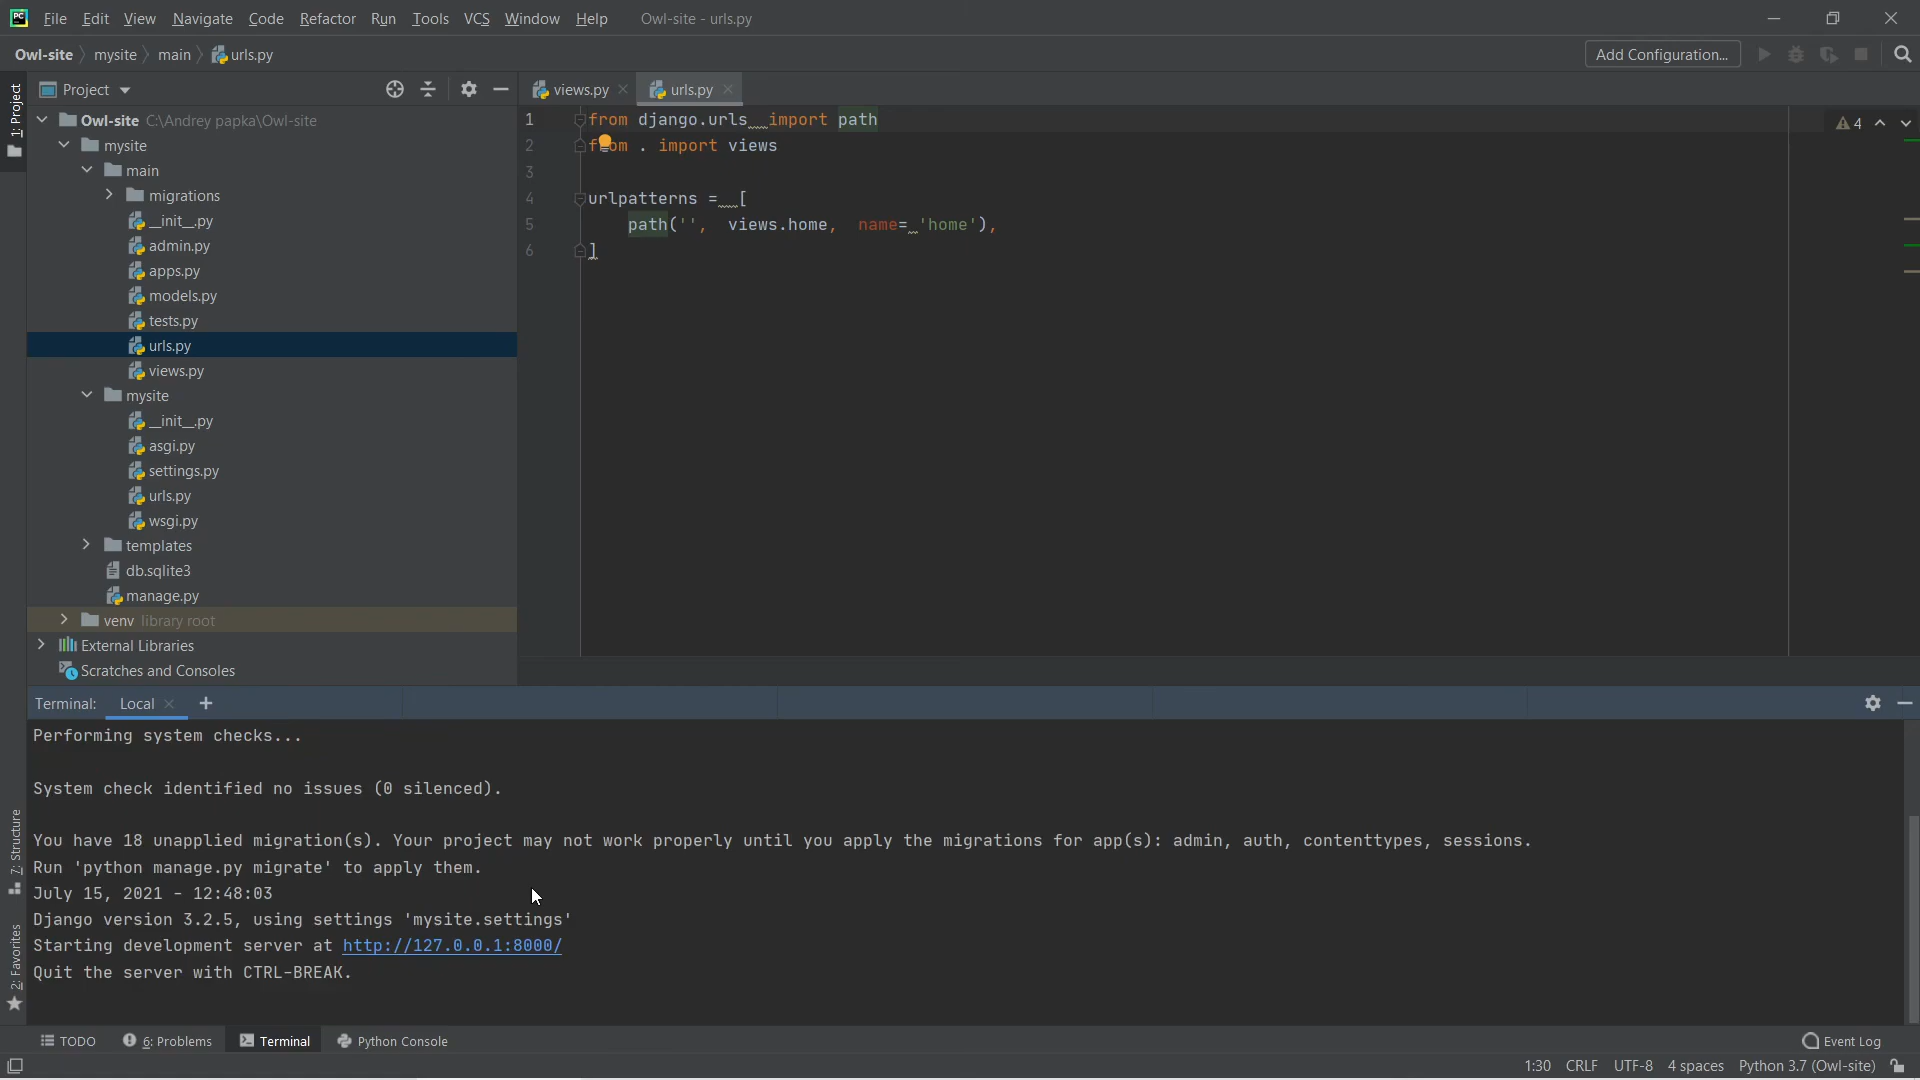 File Edit View Navigate Code Refactor Run Tools VCS Window Help Owl-site - urls.py
Owl-site mysite main urls.py Add Configuration...
1: Project
Project
views.py urls.py
Owl-site C:\Andrey papka\Owl-site
mysite
main
migrations
__init__.py
admin.py
apps.py
models.py
tests.py
urls.py
views.py
mysite
__init__.py
asgi.py
settings.py
urls.py
wsgi.py
templates
db.sqlite3
manage.py
venv library root
External Libraries
Scratches and Consoles
1 from django.urls  import path
2 from . import views
3
4 urlpatterns =  [
5     path('',  views.home,  name= 'home'),
6 ]
4
Terminal: Local
Performing system checks...
System check identified no issues (0 silenced).
You have 18 unapplied migration(s). Your project may not work properly until you apply the migrations for app(s): admin, auth, contenttypes, sessions.
Run 'python manage.py migrate' to apply them.
July 15, 2021 - 12:48:03
Django version 3.2.5, using settings 'mysite.settings'
Starting development server at http://127.0.0.1:8000/
Quit the server with CTRL-BREAK.
7: Structure
2: Favorites
TODO 6: Problems Terminal Python Console Event Log
1:30 CRLF UTF-8 4 spaces Python 3.7 (Owl-site)